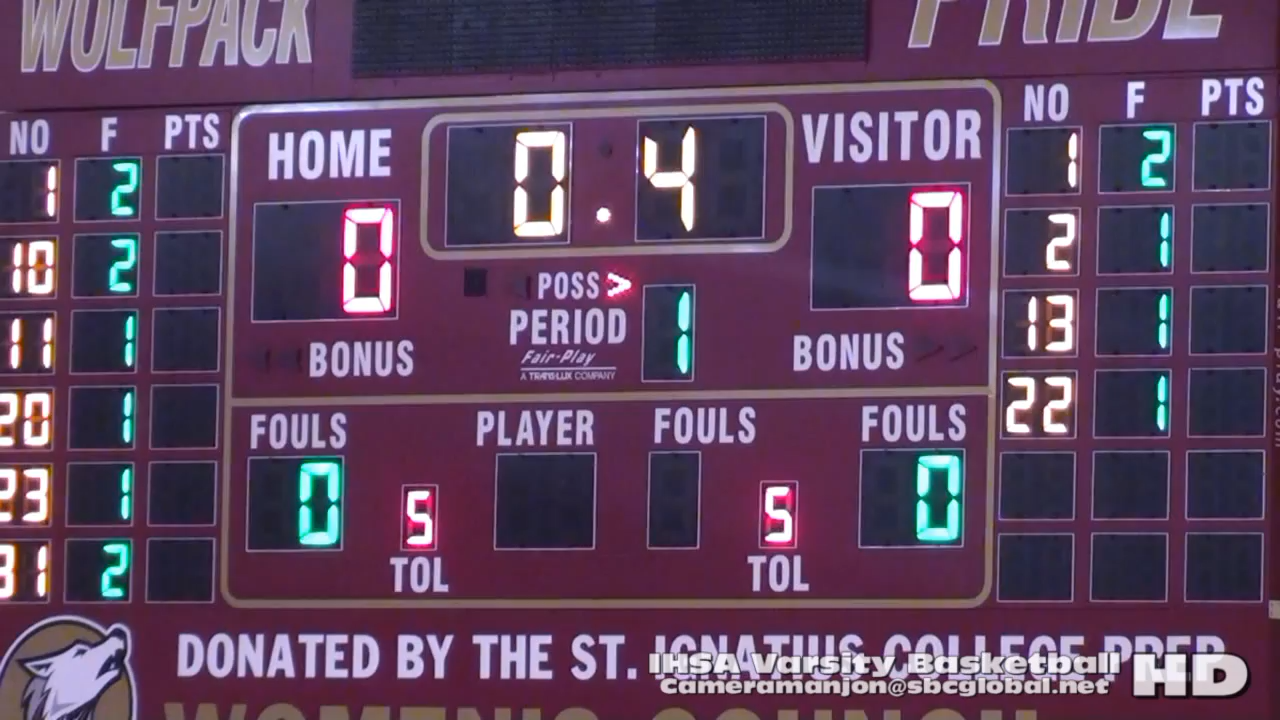 WOLFPACK PRIDE
NO F PTS HOME 0.4 VISITOR NO F PTS
1 2 0 0 1 2
10 2 POSS > 2 1
11 1 BONUS PERIOD 1 BONUS 13 1
Fair-Play
A TRANS-LUX COMPANY
20 1 FOULS PLAYER FOULS FOULS 22 1
23 1 0 5 5 0
31 2 TOL TOL
DONATED BY THE ST. IGNATIUS COLLEGE PREP
WOMEN'S COUNCIL
IHSA Varsity Basketball HD
Cameramanjon@sbcglobal.net